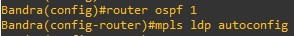 Bandra(config)#router ospf 1
Bandra(config-router)#mpls ldp autoconfig